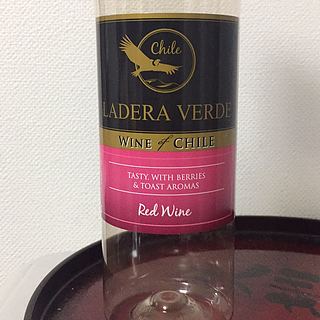 Chile
LADERA VERDE
WINE of CHILE
TASTY, WITH BERRIES
& TOAST AROMAS
Red Wine